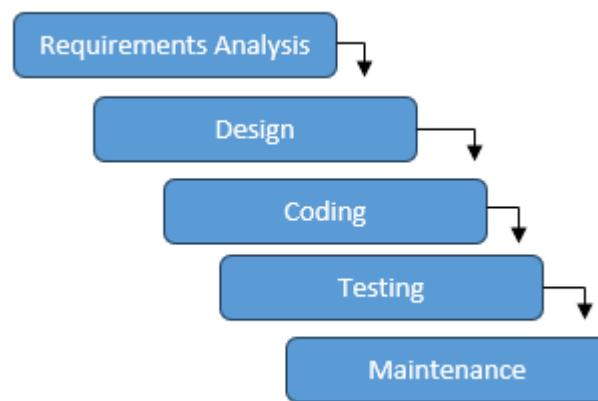 Requirements Analysis
Design
Coding
Testing
Maintenance